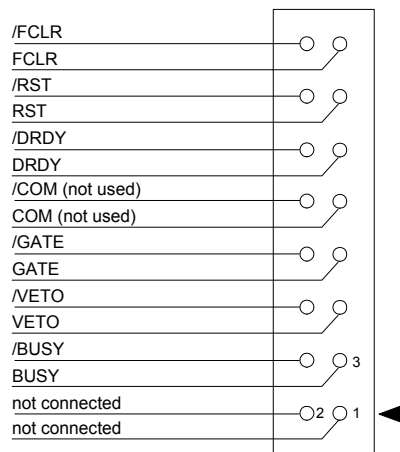 /FCLR
FCLR
/RST
RST
/DRDY
DRDY
/COM (not used)
COM (not used)
/GATE
GATE
/VETO
VETO
/BUSY
3
BUSY
not connected
2 1
not connected